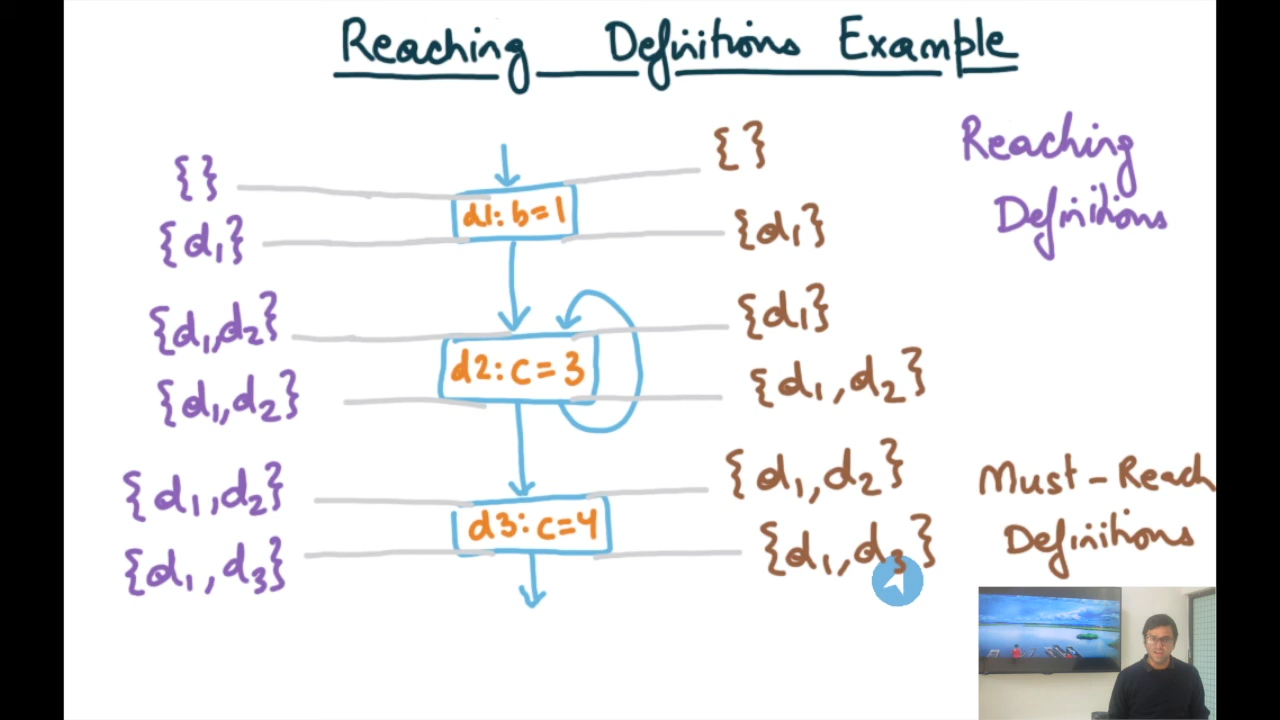 Reaching Definitions Example
{ }
{ }
Reaching
Definitions
d1: b=1
{d1}
{d1}
{d1,d2}
{d1}
d2: c=3
{d1,d2}
{d1,d2}
{d1,d2}
{d1,d2}
Must-Reach
Definitions
d3: c=4
{d1,d3}
{d1,d3}